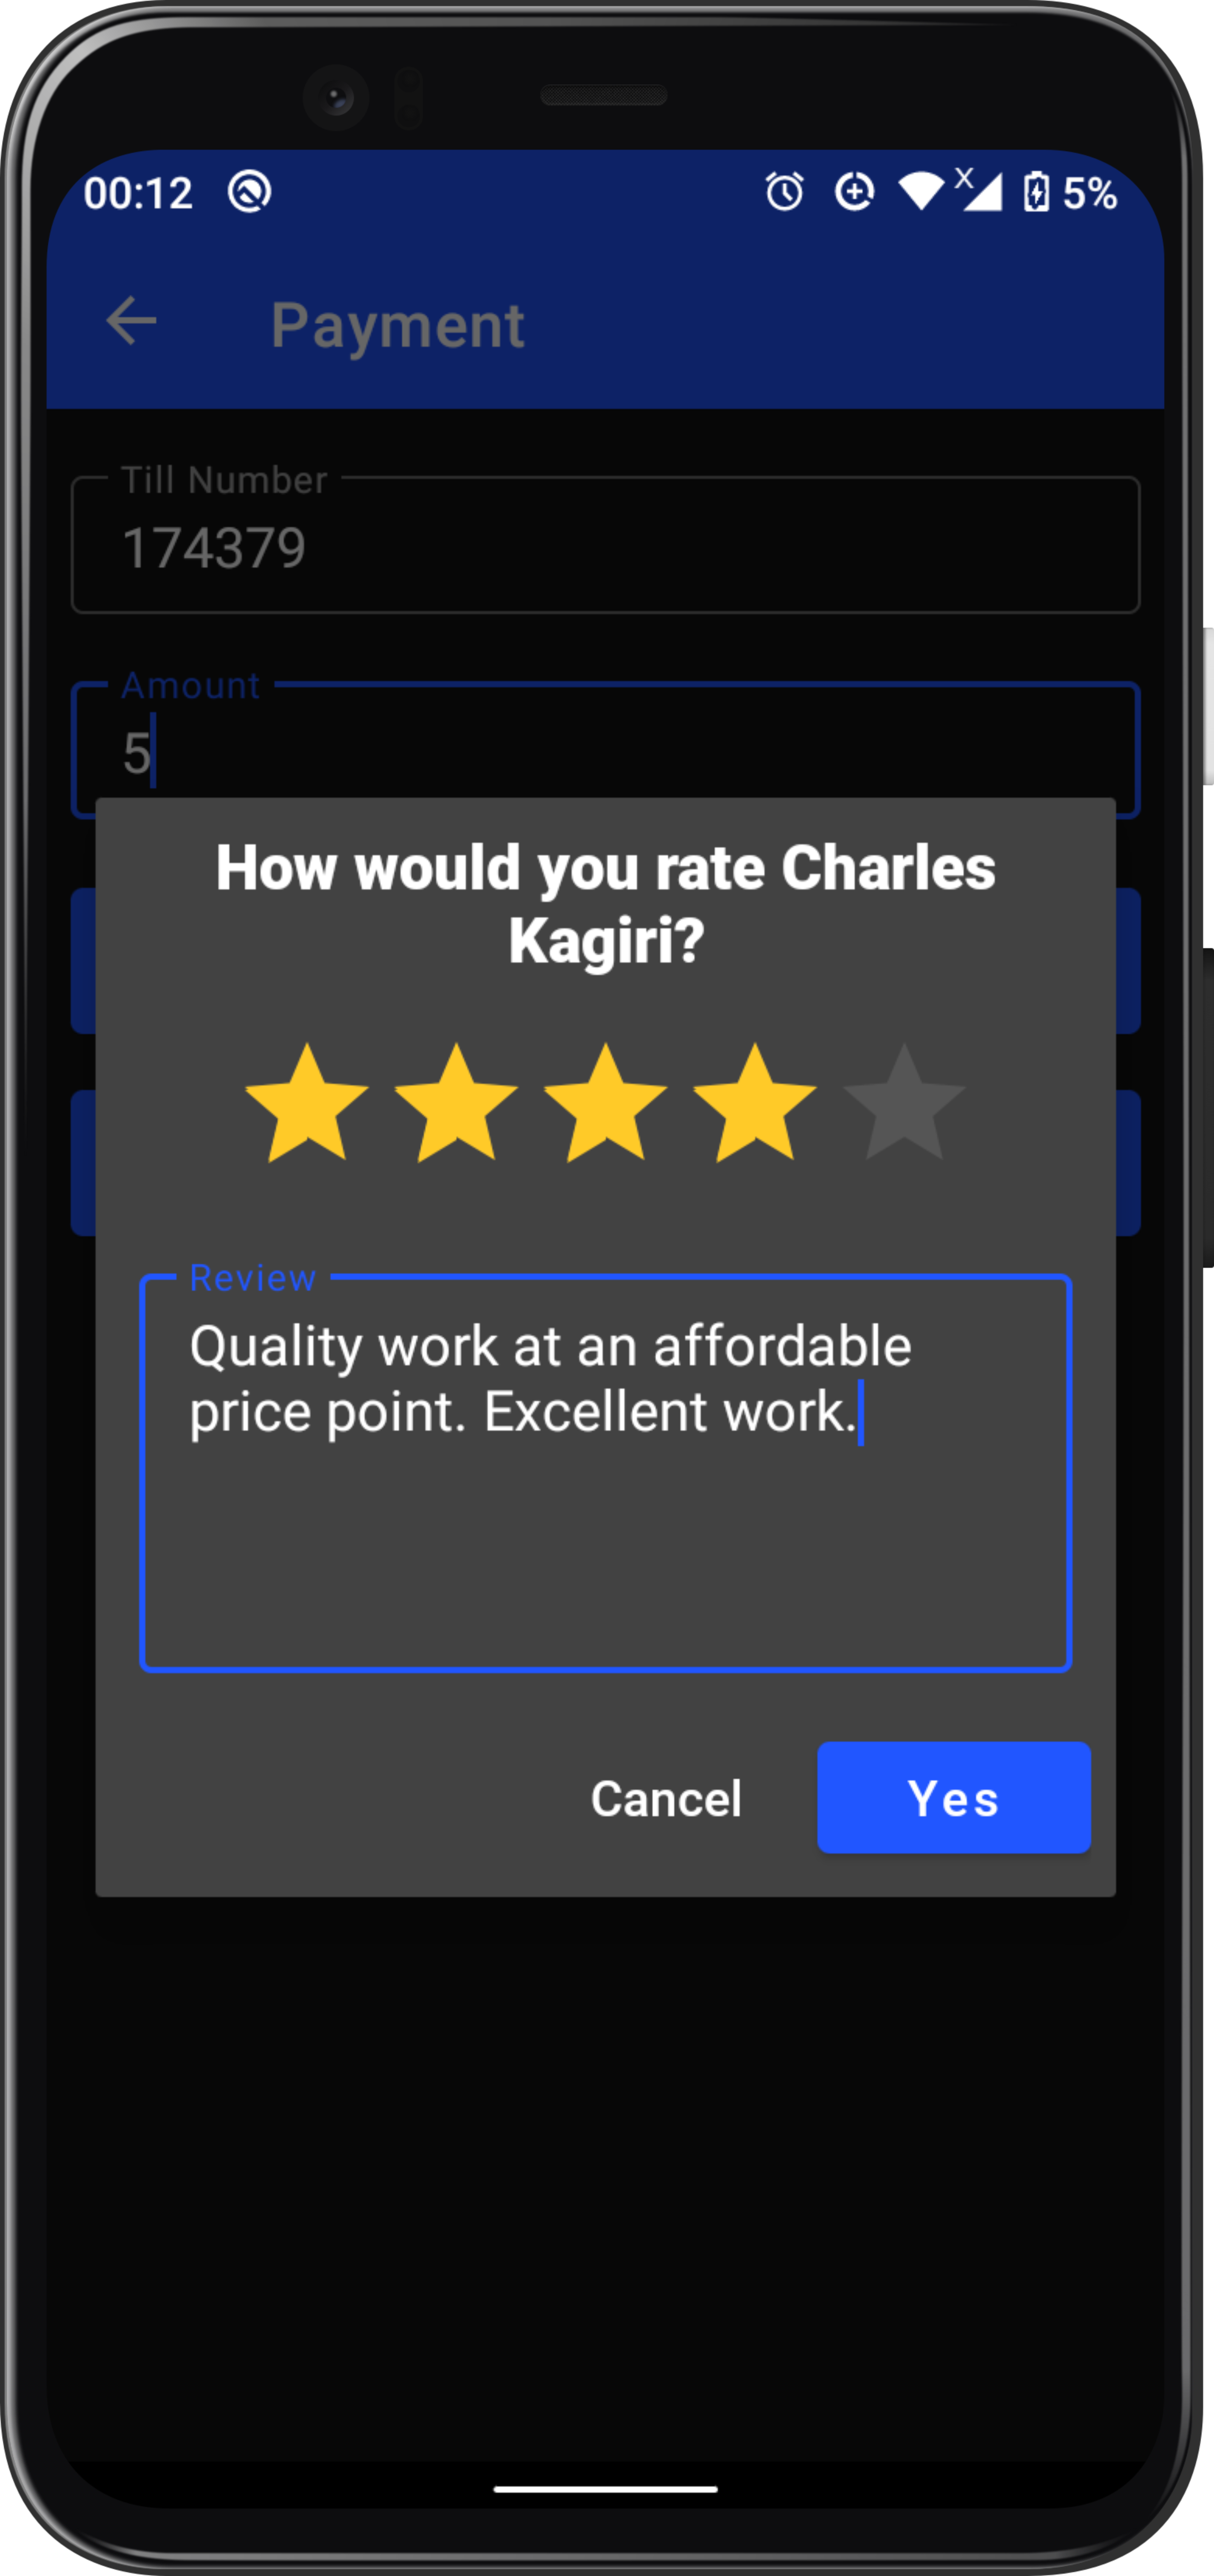 00:12
X
5%
Payment
Till Number
174379
Amount
5
How would you rate Charles
Kagiri?
Review
Quality work at an affordable
price point. Excellent work.
Cancel
Yes